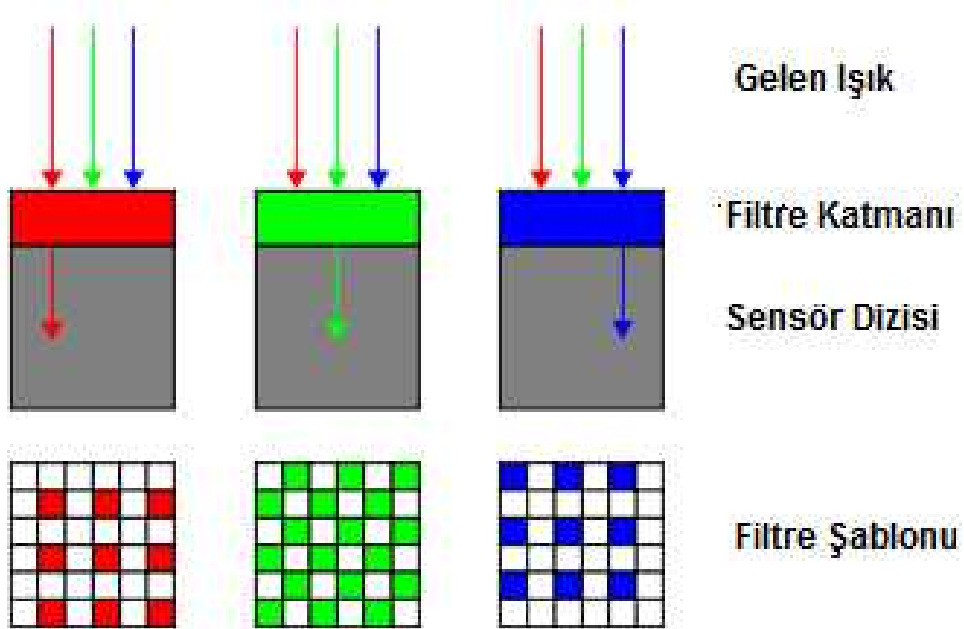 Gelen Işık
Filtre Katmanı
Sensör Dizisi
Filtre Şablonu